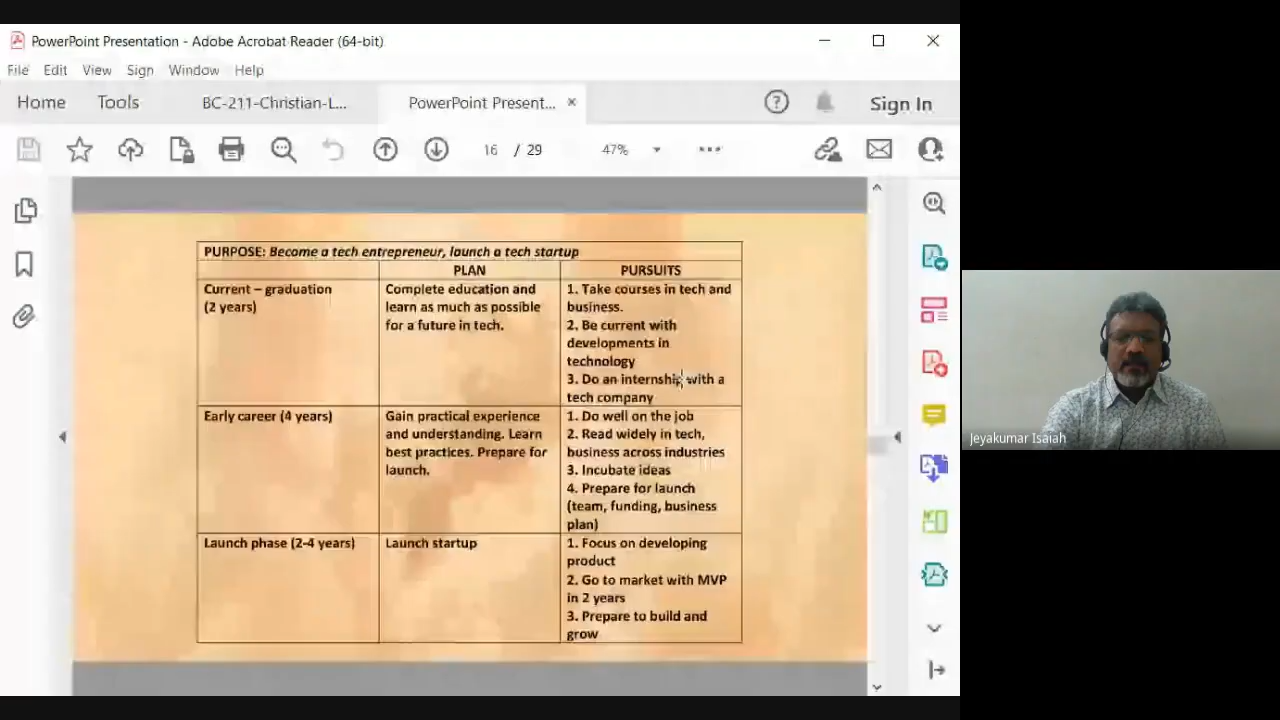 PowerPoint Presentation - Adobe Acrobat Reader (64-bit)
File Edit View Sign Window Help
Home Tools BC-211-Christian-L... PowerPoint Present... × Sign In
16 / 29 47%
PURPOSE: Become a tech entrepreneur, launch a tech startup
PLAN PURSUITS
Current – graduation
(2 years)
Complete education and
learn as much as possible
for a future in tech.
1. Take courses in tech and
business.
2. Be current with
developments in
technology
3. Do an internship with a
tech company
Early career (4 years)
Gain practical experience
and understanding. Learn
best practices. Prepare for
launch.
1. Do well on the job
2. Read widely in tech,
business across industries
3. Incubate ideas
4. Prepare for launch
(team, funding, business
plan)
Launch phase (2-4 years)
Launch startup
1. Focus on developing
product
2. Go to market with MVP
in 2 years
3. Prepare to build and
grow
Jeyakumar Isaiah